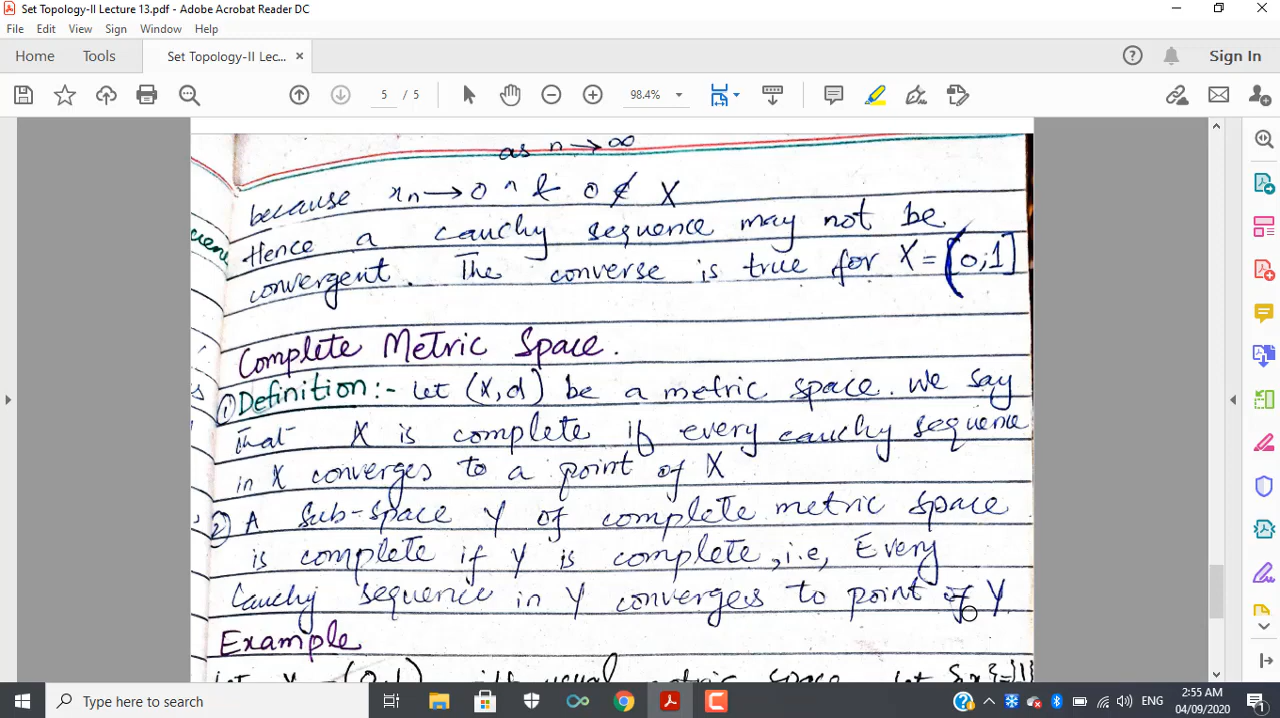 Set Topology-II Lecture 13.pdf - Adobe Acrobat Reader DC
File Edit View Sign Window Help
Home Tools Set Topology-II Lec... × Sign In
5 / 5 98.4%
as n → ∞
because xn → 0 ^ & 0 ∉ X
Hence a cauchy sequence may not be
convergent. The converse is true for X = [0,1]
Complete Metric Space.
① Definition:- Let (X,d) be a metric space. We say
that X is complete if every cauchy sequence
in X converges to a point of X
② A Sub-space Y of complete metric space
is complete if Y is complete, i.e, Every
Cauchy sequence in Y converges to point of Y
Example
Type here to search
ENG
2:55 AM
04/09/2020
1